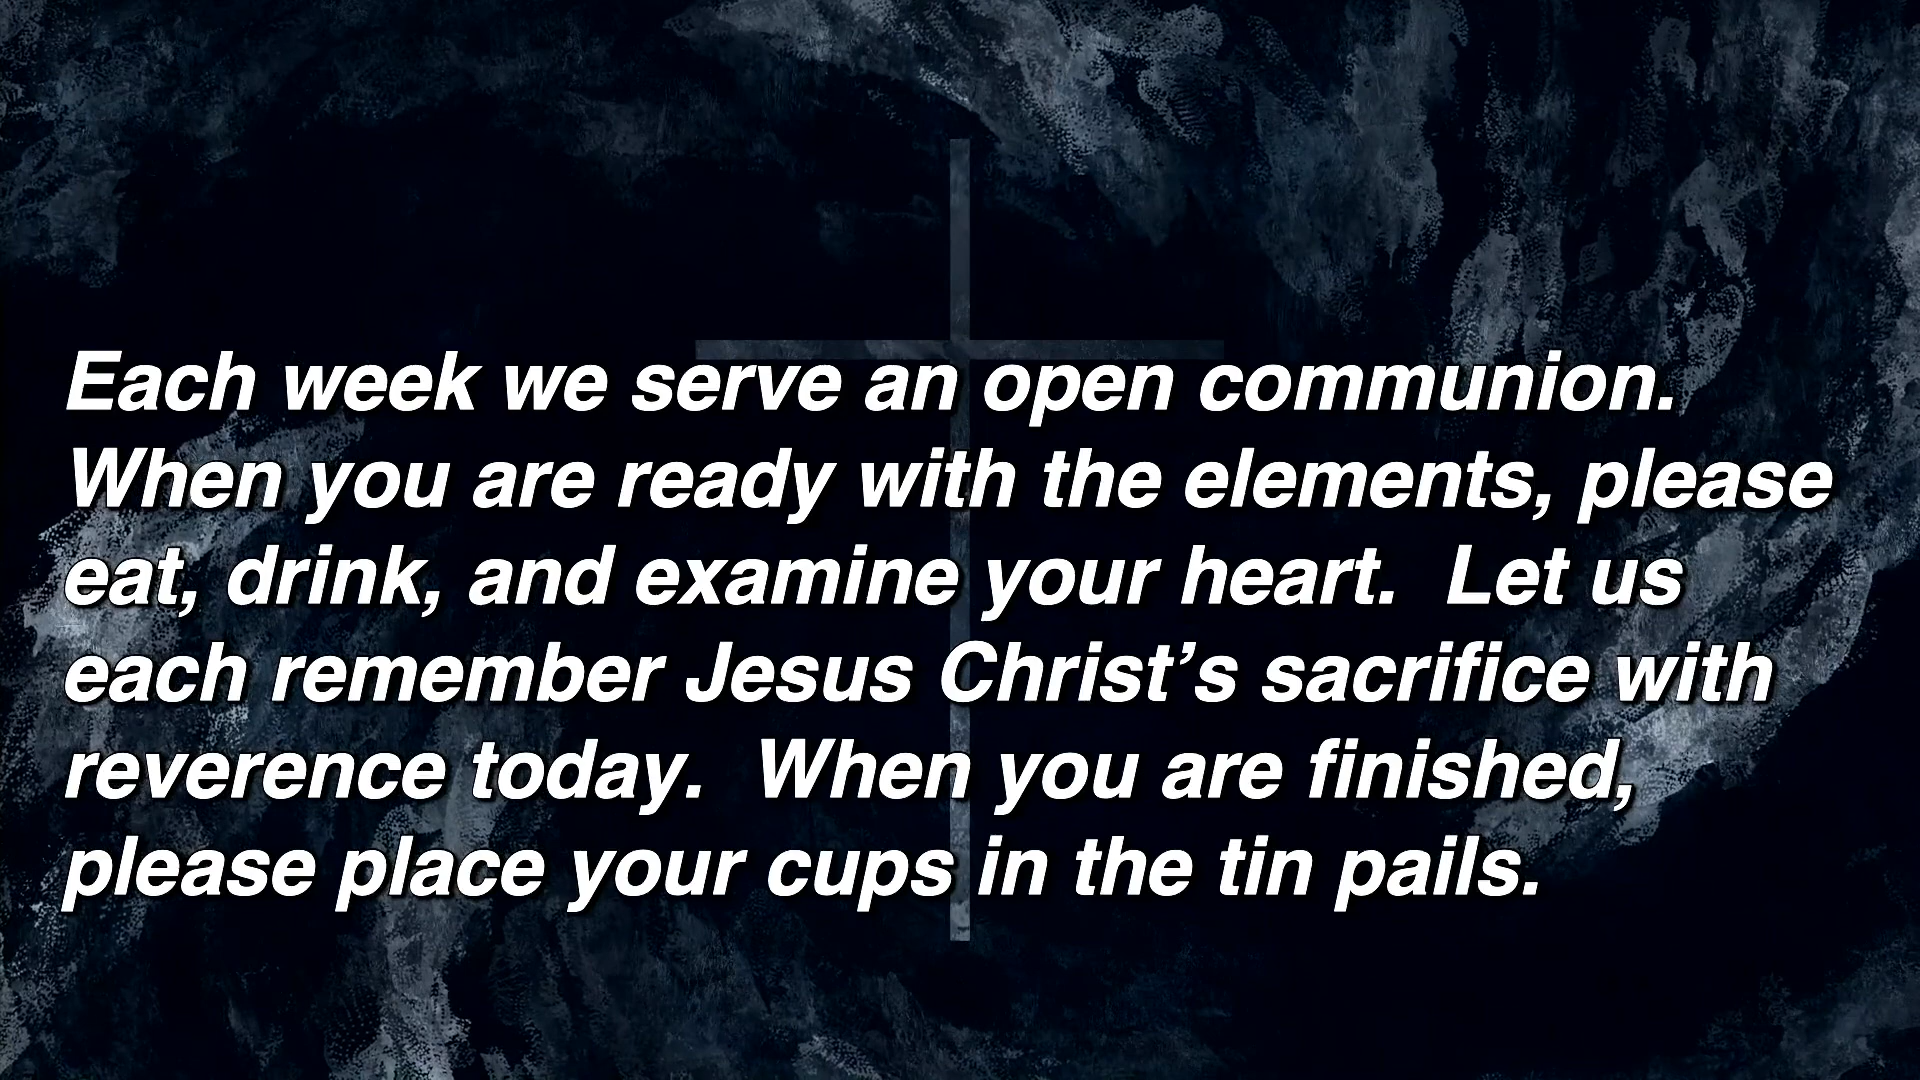 Each week we serve an open communion.
When you are ready with the elements, please
eat, drink, and examine your heart.  Let us
each remember Jesus Christ’s sacrifice with
reverence today.  When you are finished,
please place your cups in the tin pails.